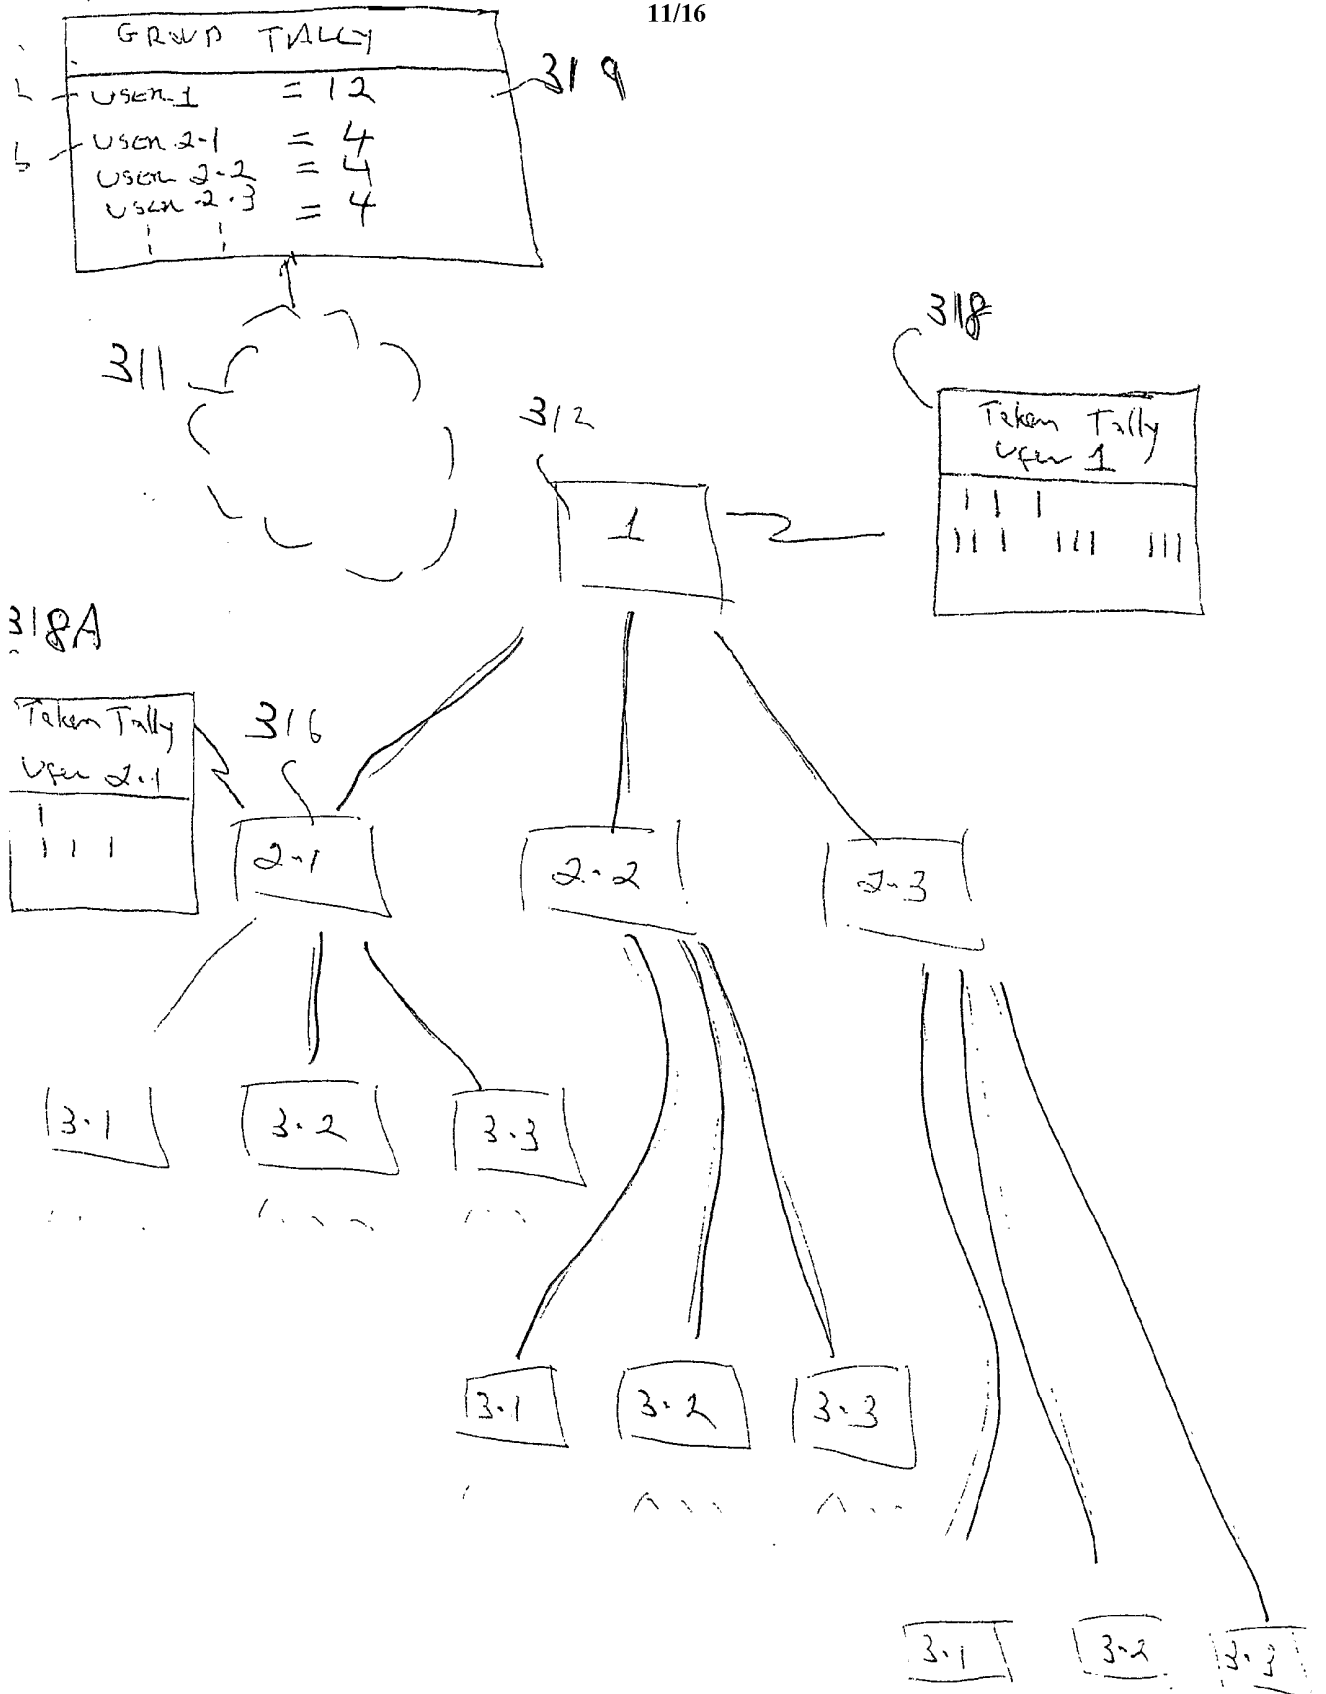 11/16
GROUP TALLY
USER 1 = 12
USER 2-1 = 4
USER 2-2 = 4
USER 2-3 = 4
319
311
318
312
Token Tally
User 1
1
318A
Token Tally
User 2-1
316
2-1
2-2
2-3
3-1
3-2
3-3
3-1
3-2
3-3
3-1
3-2
3-3